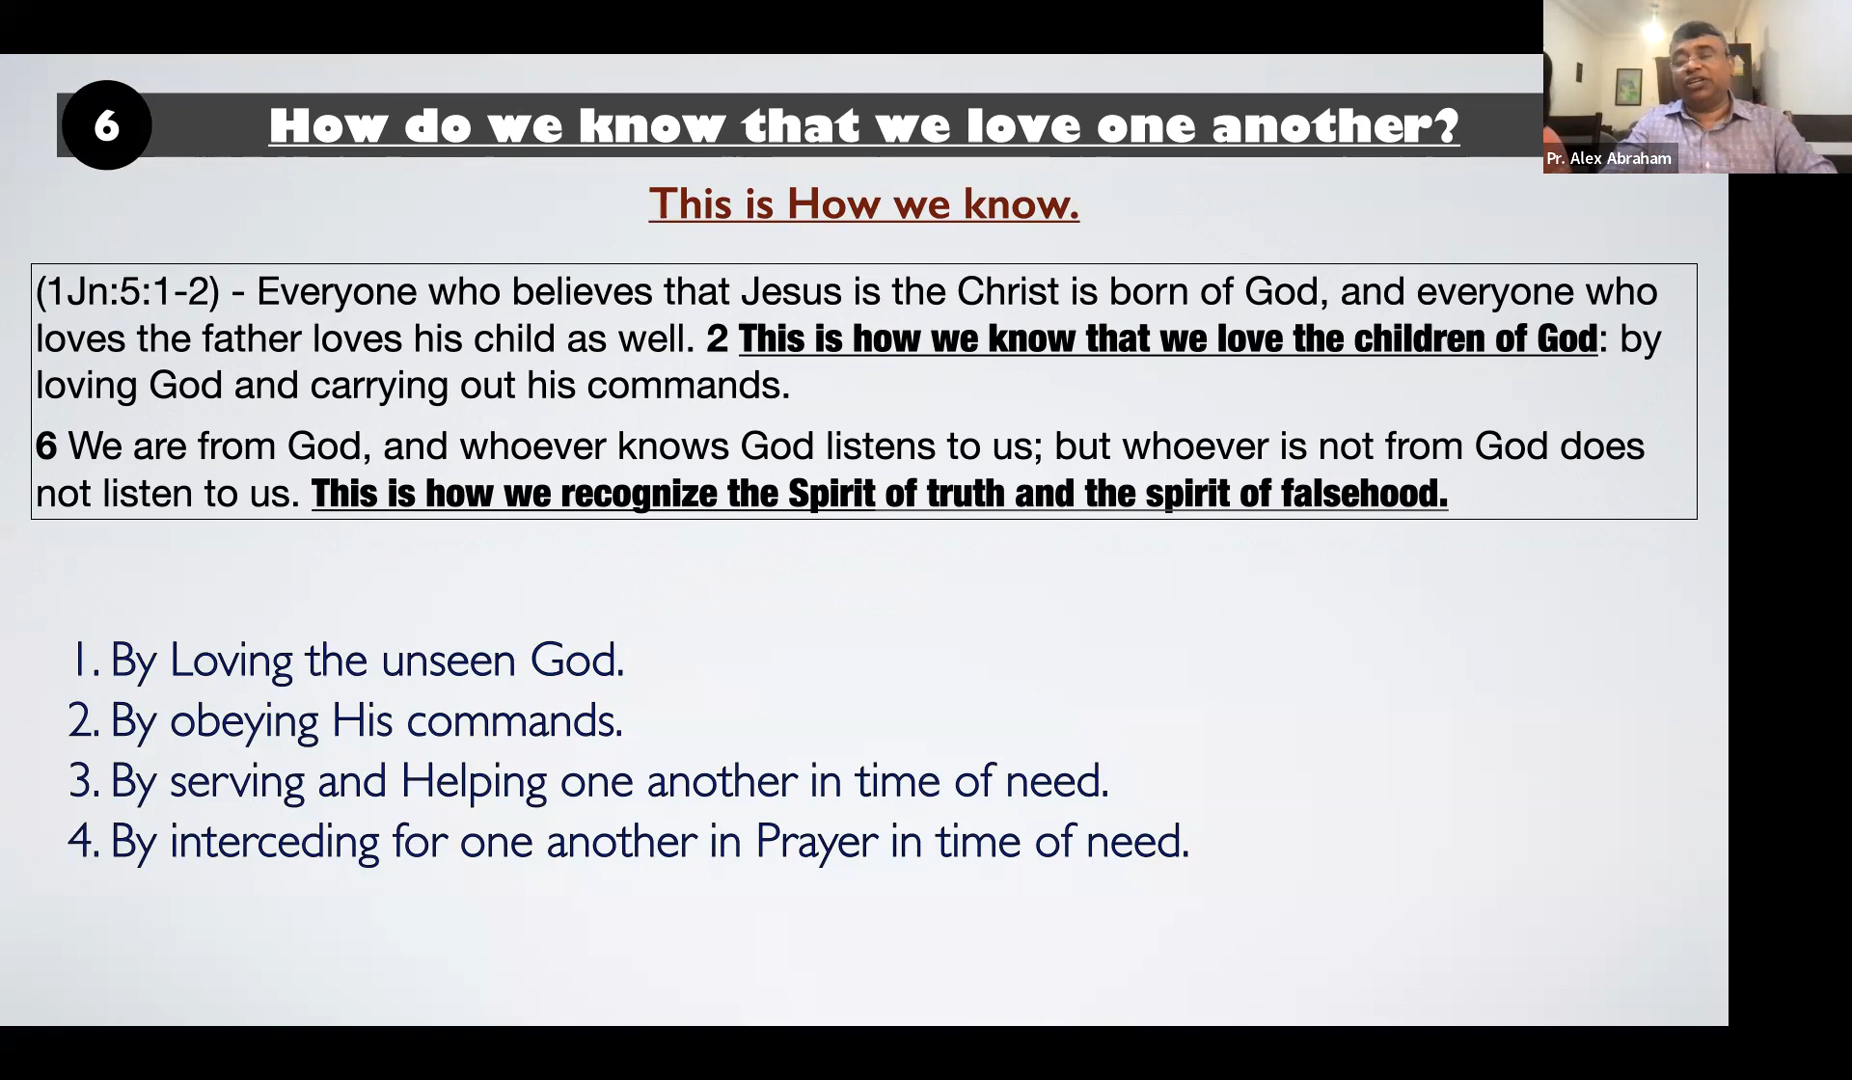 6
How do we know that we love one another?
Pr. Alex Abraham
This is How we know.
(1Jn:5:1-2) - Everyone who believes that Jesus is the Christ is born of God, and everyone who
loves the father loves his child as well. 2 This is how we know that we love the children of God: by
loving God and carrying out his commands.
6 We are from God, and whoever knows God listens to us; but whoever is not from God does
not listen to us. This is how we recognize the Spirit of truth and the spirit of falsehood.
1. By Loving the unseen God.
2. By obeying His commands.
3. By serving and Helping one another in time of need.
4. By interceding for one another in Prayer in time of need.